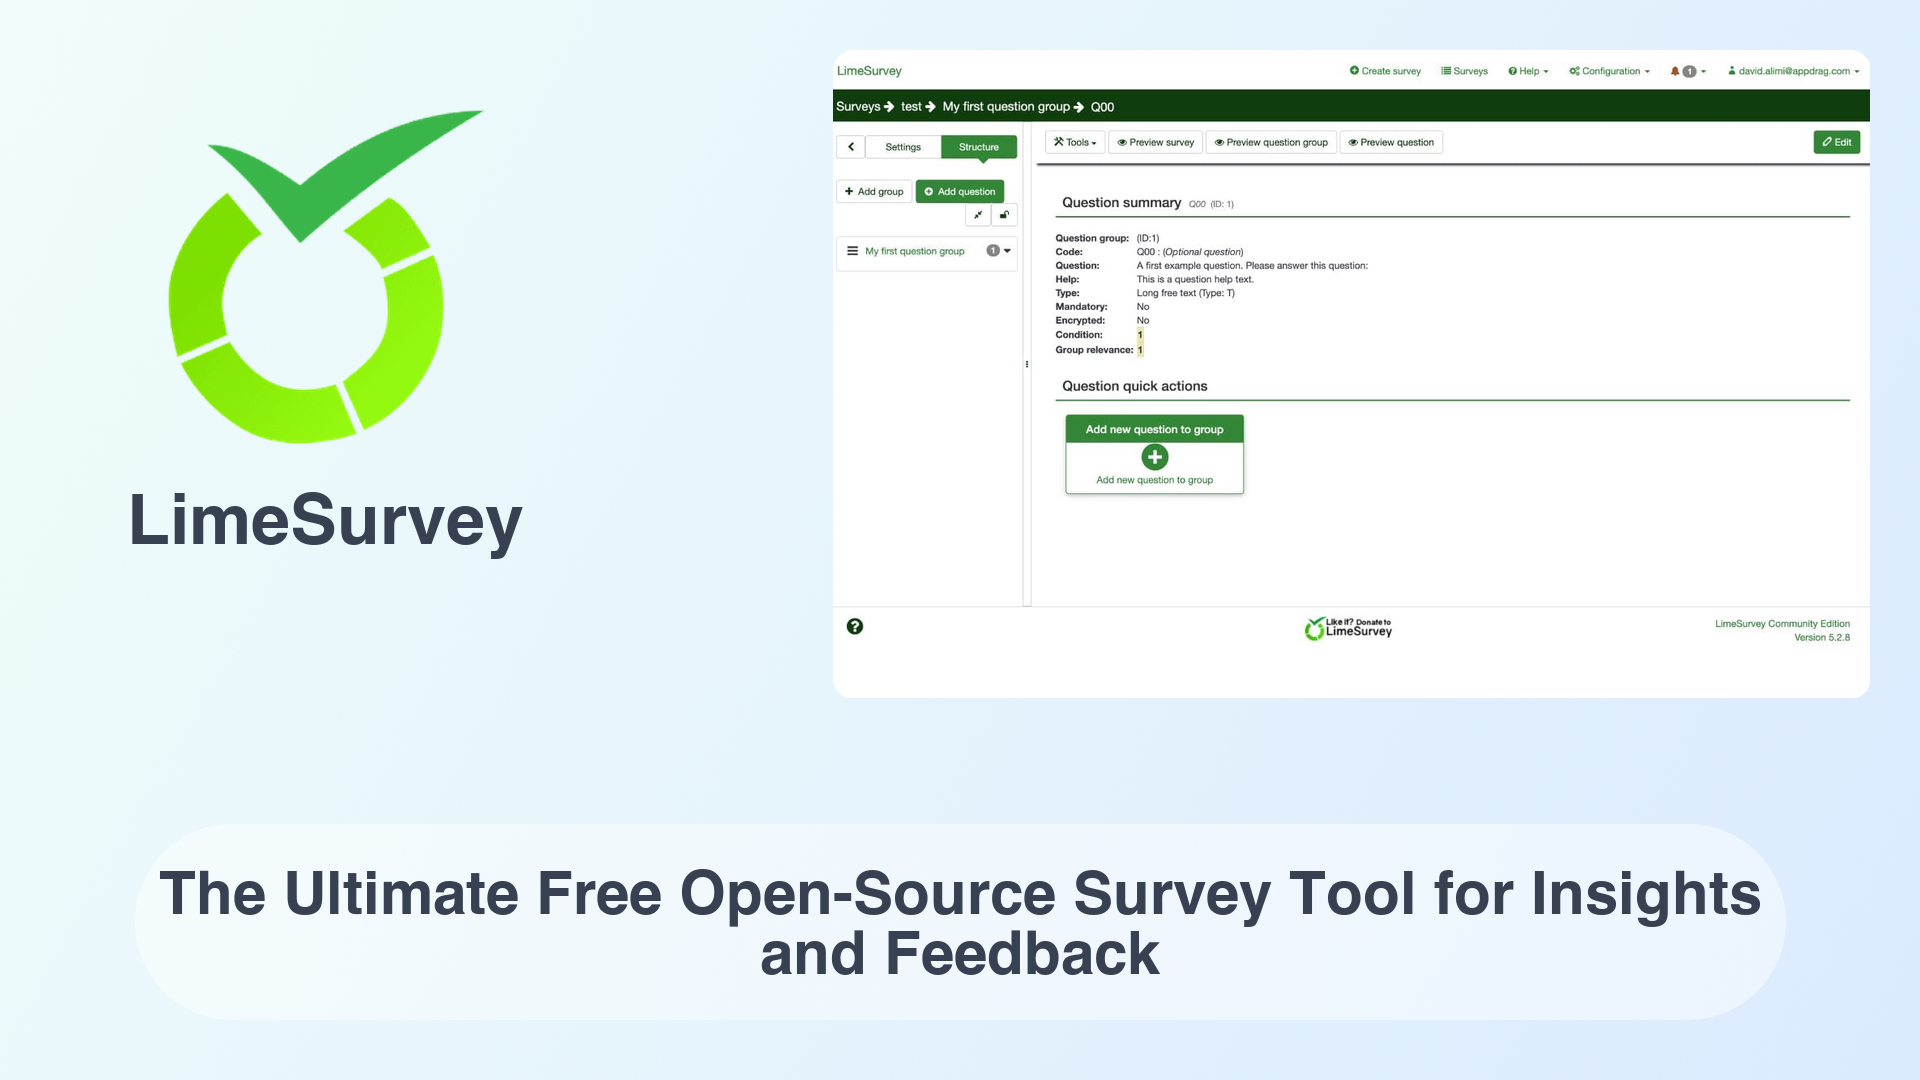 LimeSurvey
LimeSurvey
Create survey Surveys Help Configuration 1 david.alimi@appdrag.com
Surveys test My first question group Q00
Settings Structure
Tools Preview survey Preview question group Preview question Edit
Add group Add question
My first question group 1
Question summary Q00 (ID: 1)
Question group: (ID:1)
Code: Q00 : (Optional question)
Question: A first example question. Please answer this question:
Help: This is a question help text.
Type: Long free text (Type: T)
Mandatory: No
Encrypted: No
Condition: 1
Group relevance: 1
Question quick actions
Add new question to group
Add new question to group
Like it? Donate to
LimeSurvey
LimeSurvey Community Edition
Version 5.2.8
The Ultimate Free Open-Source Survey Tool for Insights
and Feedback